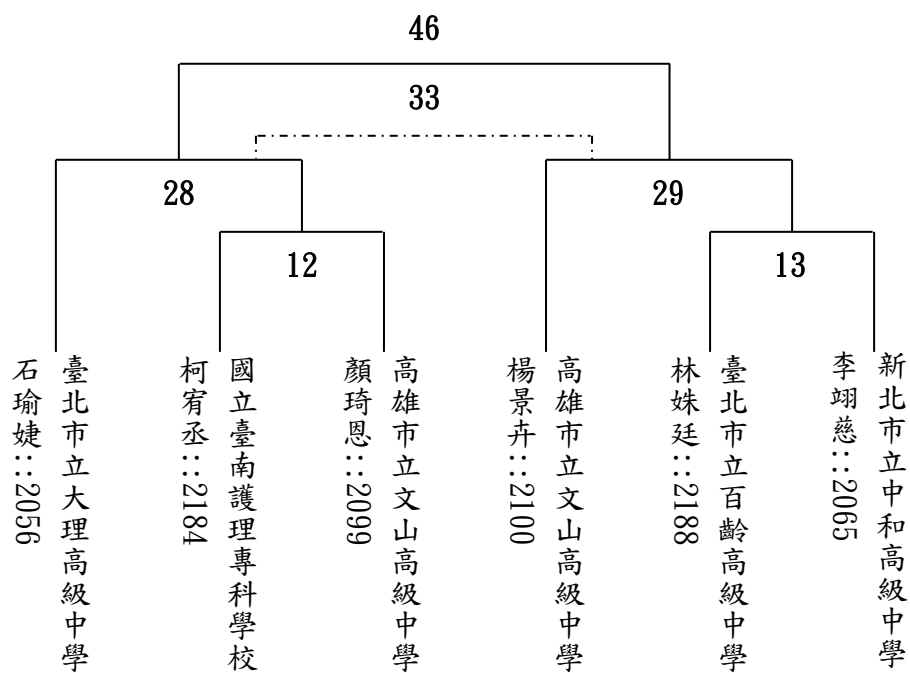 46
33
28
29
12
13
臺北市立大理高級中學
石瑜婕::2056
國立臺南護理專科學校
柯宥丞::2184
高雄市立文山高級中學
顏琦恩::2099
高雄市立文山高級中學
楊景卉::2100
臺北市立百齡高級中學
林姝廷::2188
新北市立中和高級中學
李翊慈::2065